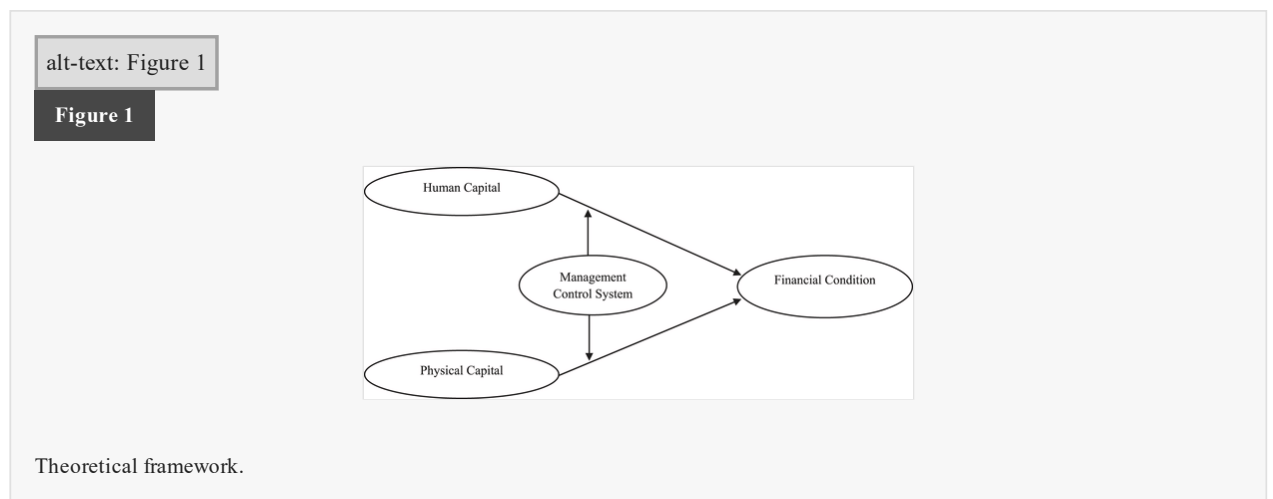 alt-text: Figure 1
Figure 1
Human Capital
Management
Control System
Financial Condition
Physical Capital
Theoretical framework.